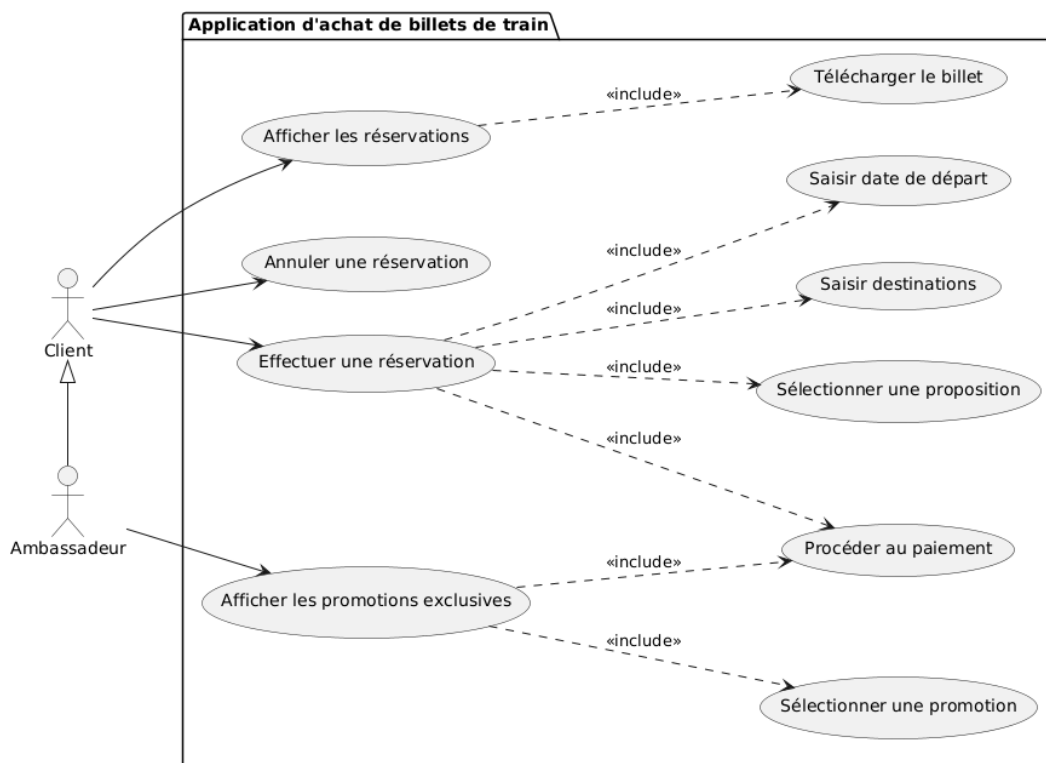 Application d'achat de billets de train
Télécharger le billet
«include»
Afficher les réservations
Saisir date de départ
«include»
Annuler une réservation
Saisir destinations
«include»
Client
Effectuer une réservation
«include»
Sélectionner une proposition
«include»
Ambassadeur
Procéder au paiement
«include»
Afficher les promotions exclusives
«include»
Sélectionner une promotion